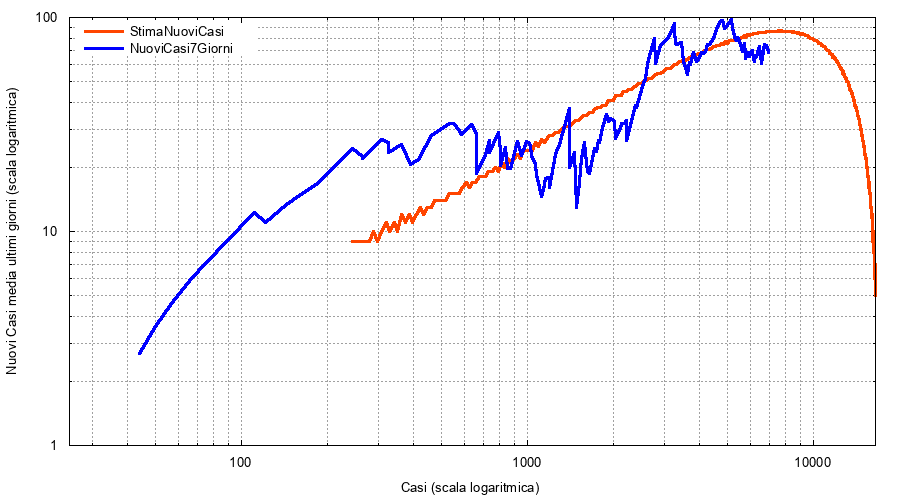 100
StimaNuoviCasi
NuoviCasi7Giorni
10
1
Nuovi Casi media ultimi giorni (scala logaritmica)
100
1000
10000
Casi (scala logaritmica)